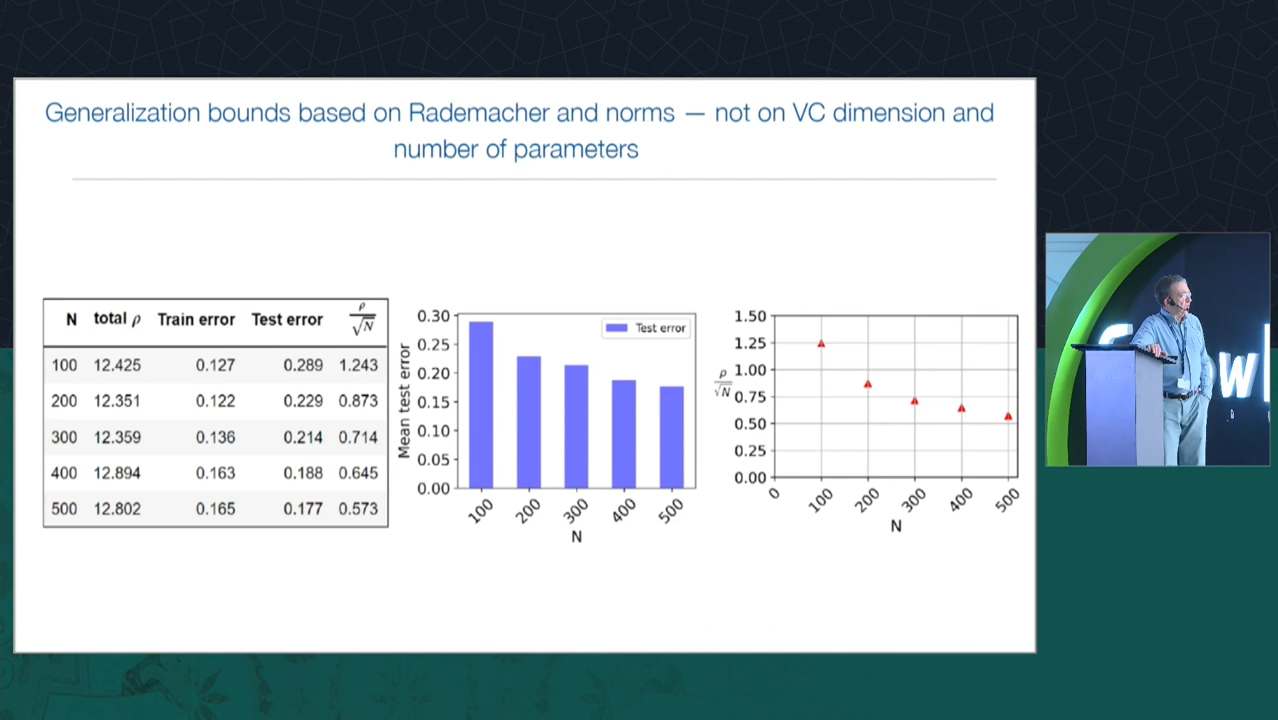 Generalization bounds based on Rademacher and norms — not on VC dimension and
number of parameters
N total ρ Train error Test error ρ/√N
100 12.425 0.127 0.289 1.243
200 12.351 0.122 0.229 0.873
300 12.359 0.136 0.214 0.714
400 12.894 0.163 0.188 0.645
500 12.802 0.165 0.177 0.573
Mean test error
0.30
0.25
0.20
0.15
0.10
0.05
0.00
Test error
100 200 300 400 500
N
ρ/√N
1.50
1.25
1.00
0.75
0.50
0.25
0.00
0 100 200 300 400 500
N